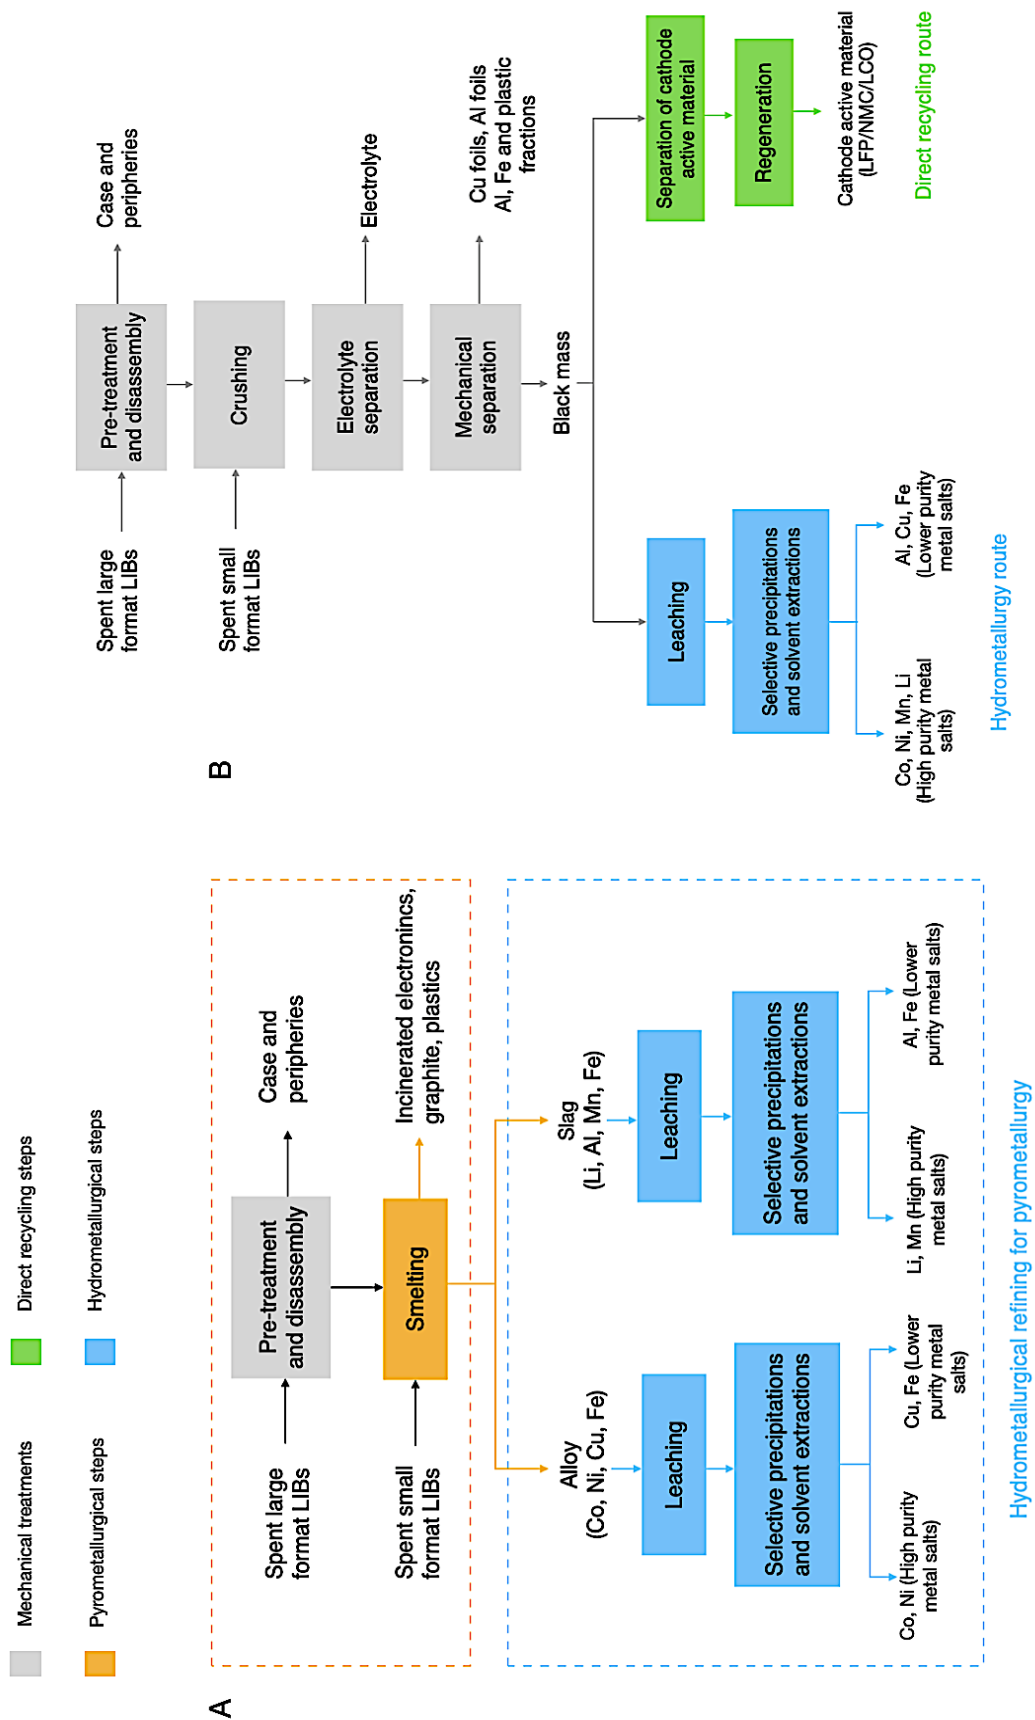 Mechanical treatments
Direct recycling steps
Pyrometallurgical steps
Hydrometallurgical steps
A
Spent large
format LIBs
Pre-treatment
and disassembly
Case and
peripheries
Spent small
format LIBs
Smelting
Incinerated electroninics,
graphite, plastics
Alloy
(Co, Ni, Cu, Fe)
Slag
(Li, Al, Mn, Fe)
Leaching
Leaching
Selective precipitations
and solvent extractions
Selective precipitations
and solvent extractions
Co, Ni (High purity
metal salts)
Cu, Fe (Lower
purity metal
salts)
Li, Mn (High purity
metal salts)
Al, Fe (Lower
purity metal salts)
Hydrometallurgical refining for pyrometallurgy
B
Spent large
format LIBs
Pre-treatment
and disassembly
Case and
peripheries
Spent small
format LIBs
Crushing
Electrolyte
separation
Electrolyte
Mechanical
separation
Cu foils, Al foils
Al, Fe and plastic
fractions
Black mass
Leaching
Separation of cathode
active material
Selective precipitations
and solvent extractions
Regeneration
Co, Ni, Mn, Li
(High purity metal
salts)
Al, Cu, Fe
(Lower purity
metal salts)
Cathode active material
(LFP/NMC/LCO)
Hydrometallurgy route
Direct recycling route